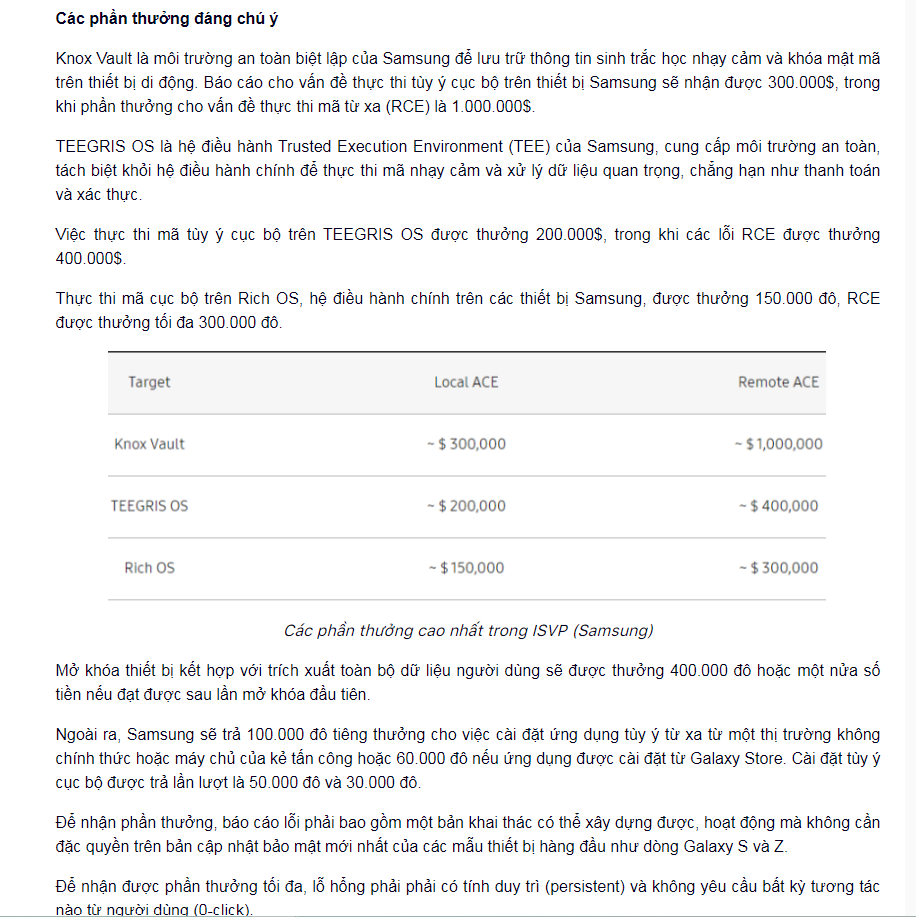 Các phần thưởng đáng chú ý
Knox Vault là môi trường an toàn biệt lập của Samsung để lưu trữ thông tin sinh trắc học nhạy cảm và khóa mật mã
trên thiết bị di động. Báo cáo cho vấn đề thực thi tùy ý cục bộ trên thiết bị Samsung sẽ nhận được 300.000$, trong
khi phần thưởng cho vấn đề thực thi mã từ xa (RCE) là 1.000.000$.
TEEGRIS OS là hệ điều hành Trusted Execution Environment (TEE) của Samsung, cung cấp môi trường an toàn,
tách biệt khỏi hệ điều hành chính để thực thi mã nhạy cảm và xử lý dữ liệu quan trọng, chẳng hạn như thanh toán
và xác thực.
Việc thực thi mã tùy ý cục bộ trên TEEGRIS OS được thưởng 200.000$, trong khi các lỗi RCE được thưởng
400.000$.
Thực thi mã cục bộ trên Rich OS, hệ điều hành chính trên các thiết bị Samsung, được thưởng 150.000 đô, RCE
được thưởng tối đa 300.000 đô.
Target Local ACE Remote ACE
Knox Vault ~ $ 300,000 ~ $ 1,000,000
TEEGRIS OS ~ $ 200,000 ~ $ 400,000
Rich OS ~ $ 150,000 ~ $ 300,000
Các phần thưởng cao nhất trong ISVP (Samsung)
Mở khóa thiết bị kết hợp với trích xuất toàn bộ dữ liệu người dùng sẽ được thưởng 400.000 đô hoặc một nửa số
tiền nếu đạt được sau lần mở khóa đầu tiên.
Ngoài ra, Samsung sẽ trả 100.000 đô tiêng thưởng cho việc cài đặt ứng dụng tùy ý từ xa từ một thị trường không
chính thức hoặc máy chủ của kẻ tấn công hoặc 60.000 đô nếu ứng dụng được cài đặt từ Galaxy Store. Cài đặt tùy ý
cục bộ được trả lần lượt là 50.000 đô và 30.000 đô.
Để nhận phần thưởng, báo cáo lỗi phải bao gồm một bản khai thác có thể xây dựng được, hoạt động mà không cần
đặc quyền trên bản cập nhật bảo mật mới nhất của các mẫu thiết bị hàng đầu như dòng Galaxy S và Z.
Để nhận được phần thưởng tối đa, lỗ hổng phải phải có tính duy trì (persistent) và không yêu cầu bất kỳ tương tác
nào từ người dùng (0-click).